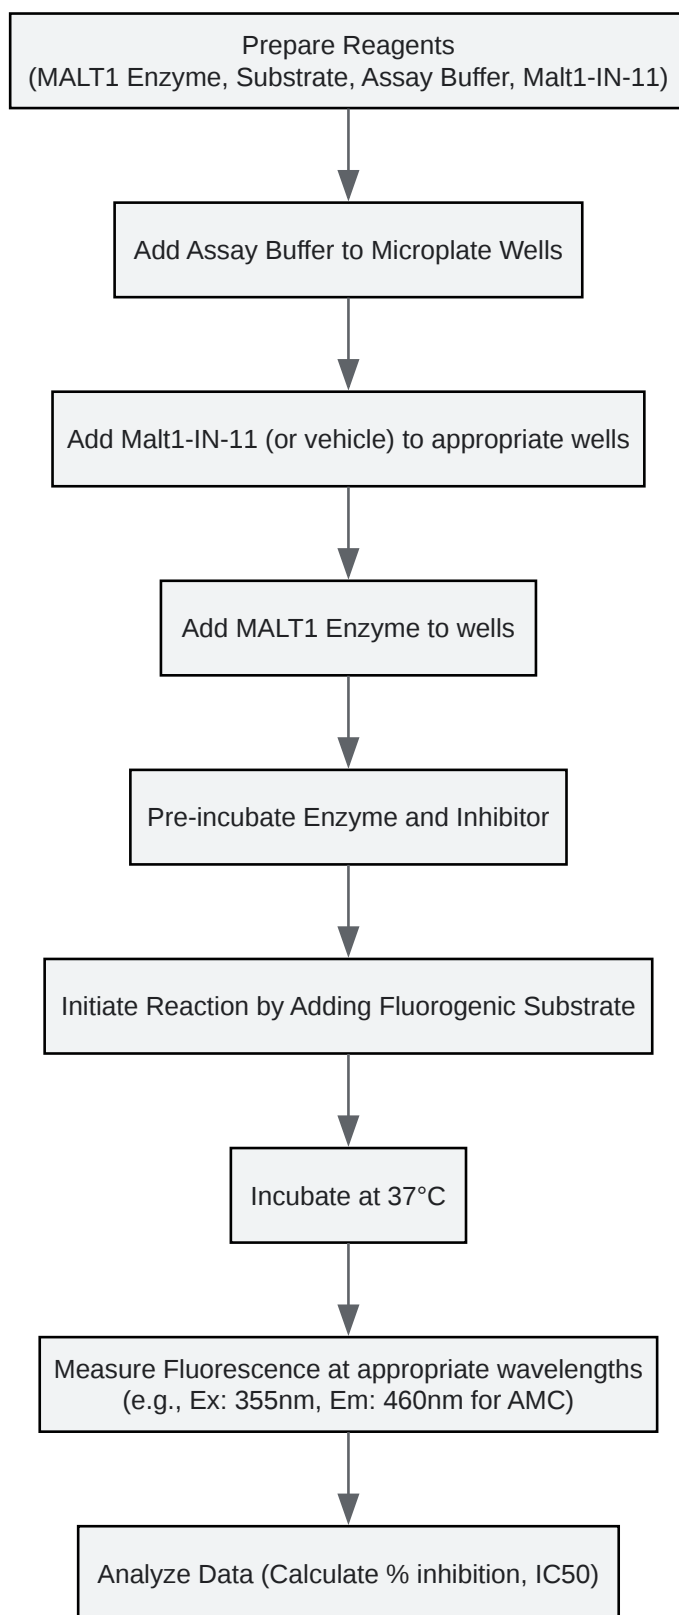 Prepare Reagents
(MALT1 Enzyme, Substrate, Assay Buffer, Malt1-IN-11)
Add Assay Buffer to Microplate Wells
Add Malt1-IN-11 (or vehicle) to appropriate wells
Add MALT1 Enzyme to wells
Pre-incubate Enzyme and Inhibitor
Initiate Reaction by Adding Fluorogenic Substrate
Incubate at 37°C
Measure Fluorescence at appropriate wavelengths
(e.g., Ex: 355nm, Em: 460nm for AMC)
Analyze Data (Calculate % inhibition, IC50)